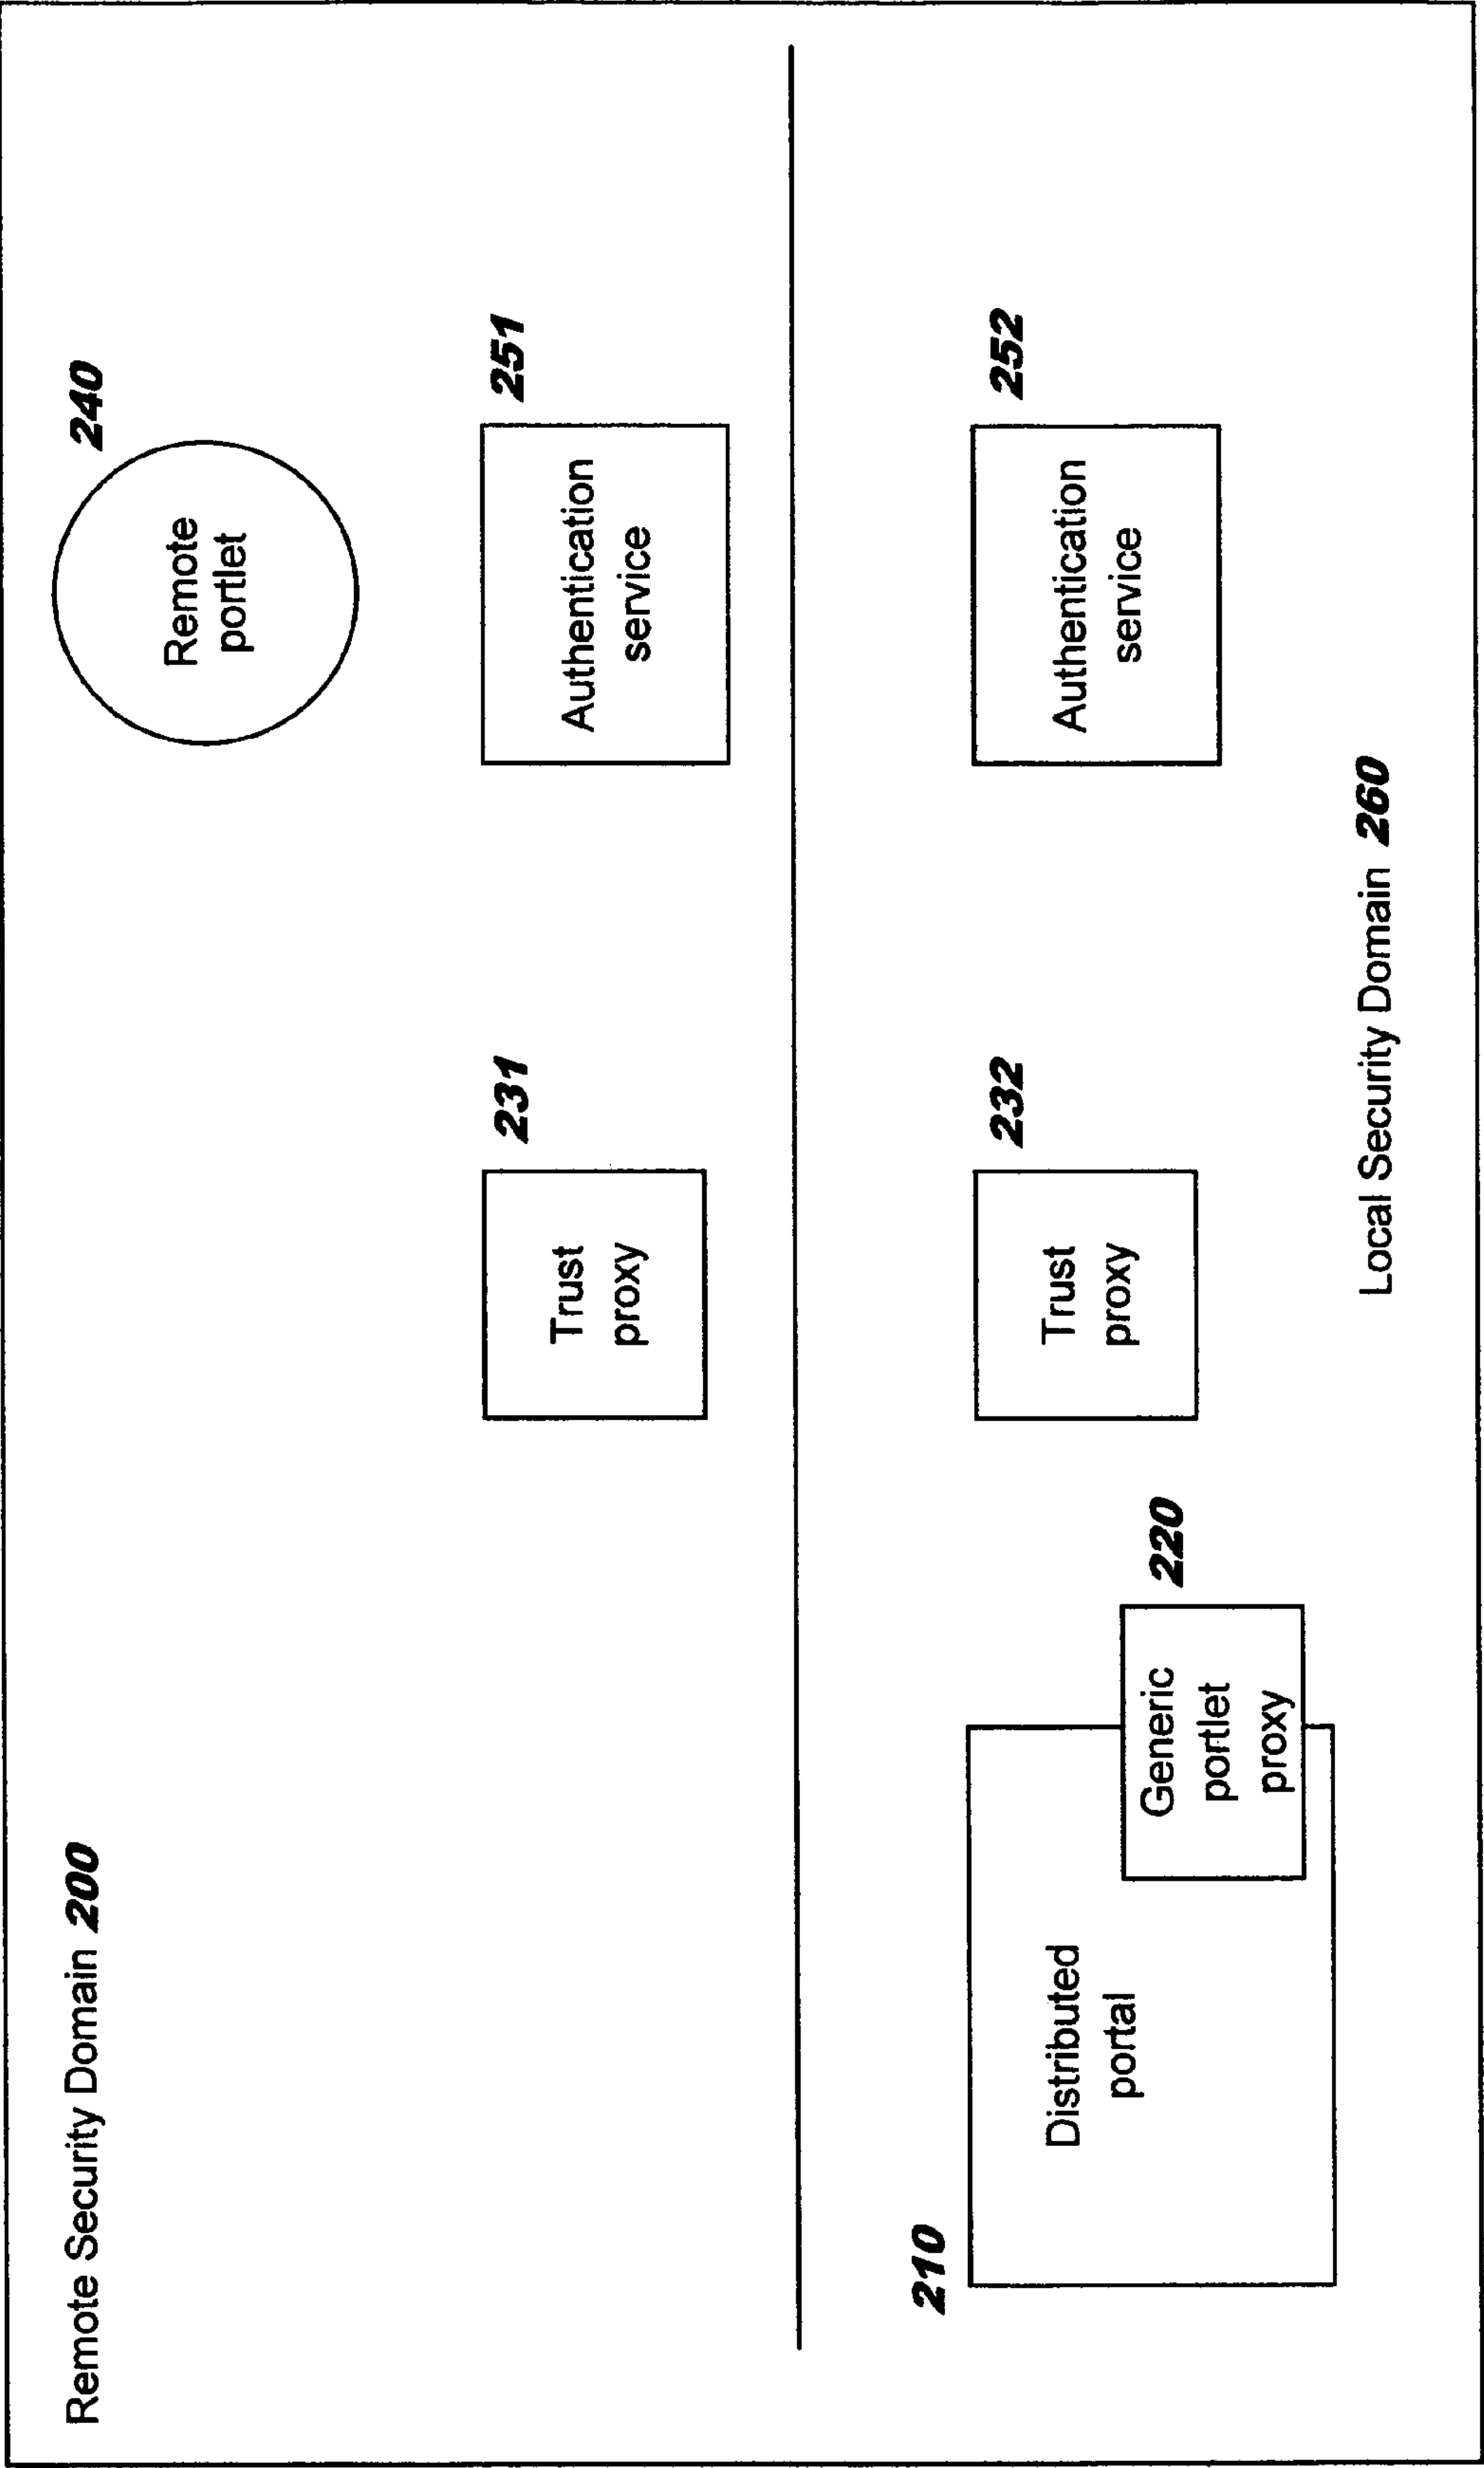 Remote Security Domain 200
240
Remote
portlet
231
Trust
proxy
251
Authentication
service
210
Distributed
portal
220
Generic
portlet
proxy
232
Trust
proxy
252
Authentication
service
Local Security Domain 260